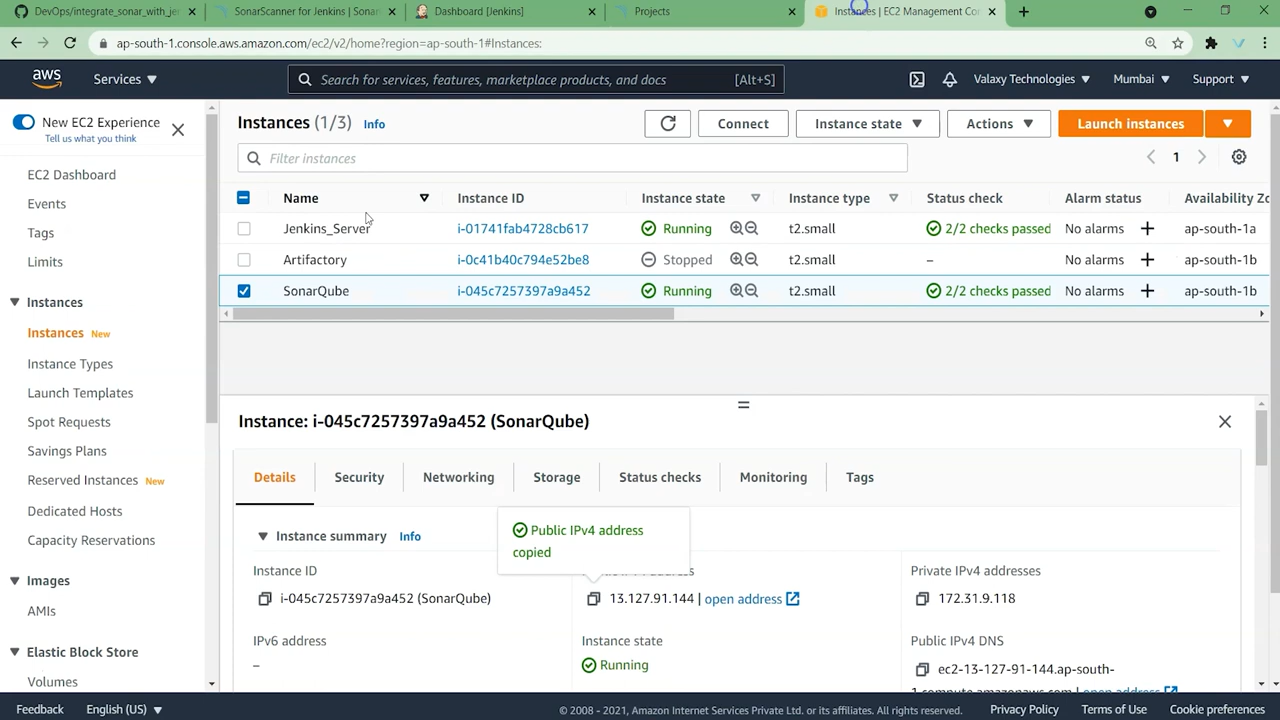 DevOps/integrate_sonar_with_jer
SonarScanner for Jenkins | Sonar
Dashboard [Jenkins]
Projects
Instances | EC2 Management Co
ap-south-1.console.aws.amazon.com/ec2/v2/home?region=ap-south-1#Instances:
aws
Services
Search for services, features, marketplace products, and docs
[Alt+S]
Valaxy Technologies
Mumbai
Support
New EC2 Experience
Tell us what you think
EC2 Dashboard
Events
Tags
Limits
Instances
Instances New
Instance Types
Launch Templates
Spot Requests
Savings Plans
Reserved Instances New
Dedicated Hosts
Capacity Reservations
Images
AMIs
Elastic Block Store
Volumes
Instances (1/3) Info
Connect
Instance state
Actions
Launch instances
Filter instances
1
Name Instance ID Instance state Instance type Status check Alarm status Availability Zo
Jenkins_Server i-01741fab4728cb617 Running t2.small 2/2 checks passed No alarms + ap-south-1a
Artifactory i-0c41b40c794e52be8 Stopped t2.small – No alarms + ap-south-1b
SonarQube i-045c7257397a9a452 Running t2.small 2/2 checks passed No alarms + ap-south-1b
Instance: i-045c7257397a9a452 (SonarQube)
Details Security Networking Storage Status checks Monitoring Tags
Instance summary Info
Public IPv4 address
copied
Instance ID
i-045c7257397a9a452 (SonarQube)
13.127.91.144 | open address
Private IPv4 addresses
172.31.9.118
IPv6 address
–
Instance state
Running
Public IPv4 DNS
ec2-13-127-91-144.ap-south-
1.compute.amazonaws.com | open address
Feedback
English (US)
© 2008 - 2021, Amazon Internet Services Private Ltd. or its affiliates. All rights reserved.
Privacy Policy
Terms of Use
Cookie preferences